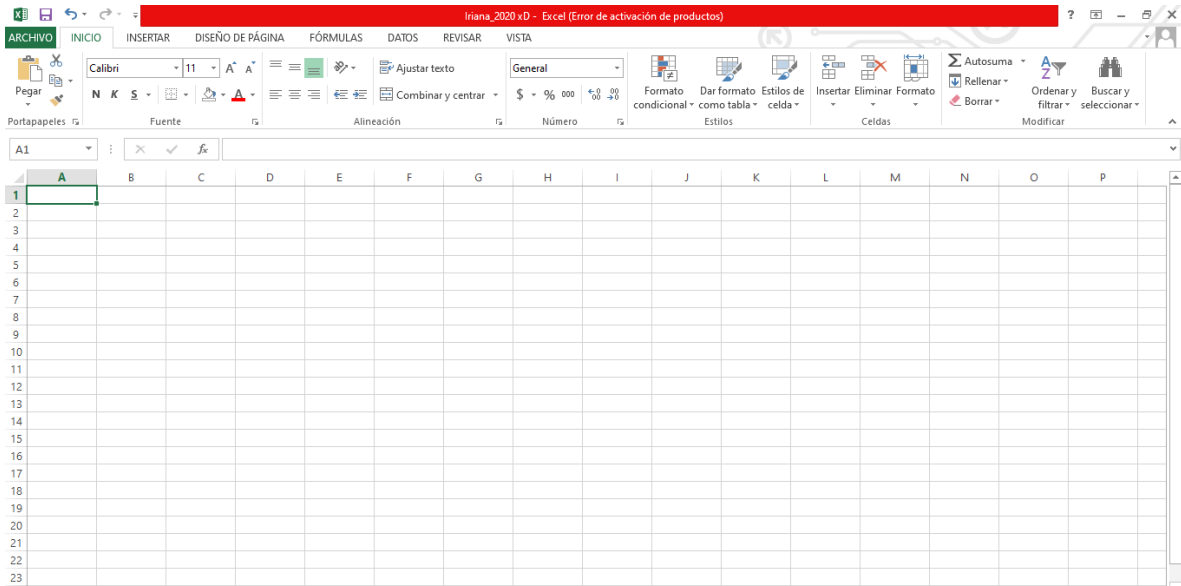 Iriana_2020 xD - Excel (Error de activación de productos)
?
ARCHIVO INICIO INSERTAR DISEÑO DE PÁGINA FÓRMULAS DATOS REVISAR VISTA
Pegar
Calibri 11 A A
N K S A
Ajustar texto
Combinar y centrar
General
$ % 000 ,0 ,00 ,00 ,0
Formato condicional
Dar formato como tabla
Estilos de celda
Insertar Eliminar Formato
Σ Autosuma
Rellenar
Borrar
A Z
Ordenar y filtrar
Buscar y seleccionar
Portapapeles Fuente Alineación Número Estilos Celdas Modificar
A1 fx
A B C D E F G H I J K L M N O P
1
2
3
4
5
6
7
8
9
10
11
12
13
14
15
16
17
18
19
20
21
22
23